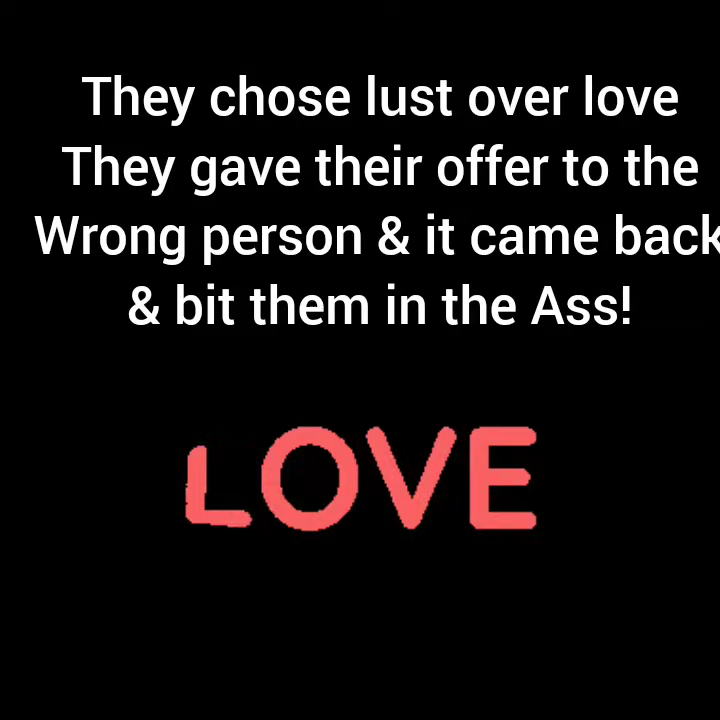 They chose lust over love
They gave their offer to the
Wrong person & it came back
& bit them in the Ass!
LOVE